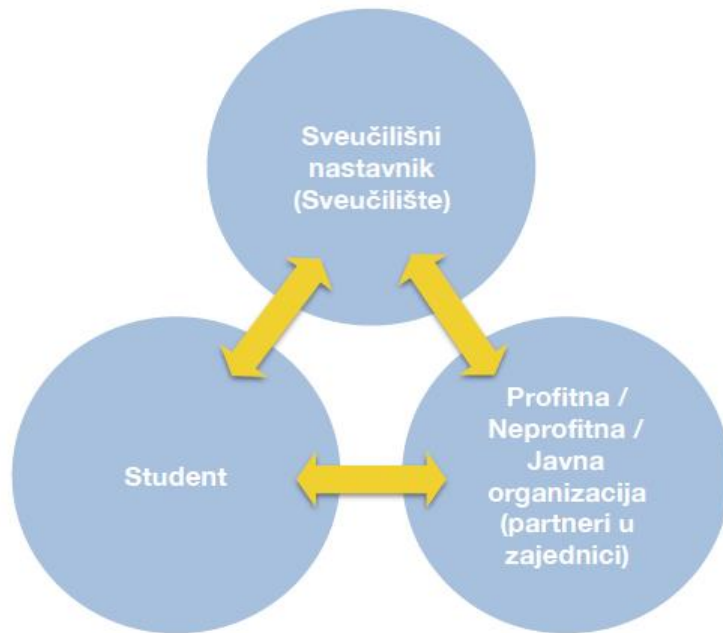 Sveučilišni
nastavnik
(Sveučilište)
Student
Profitna /
Neprofitna /
Javna
organizacija
(partneri u
zajednici)